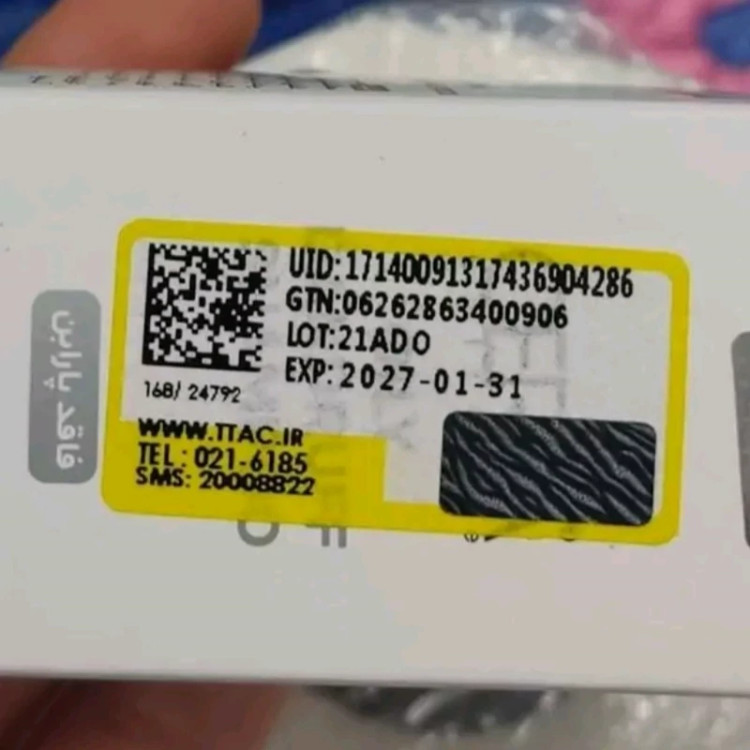 UID:17140091317436904286
GTN:06262863400906
LOT:21ADO
EXP:2027-01-31
168/ 24792
WWW.TTAC.IR
TEL : 021-6185
SMS: 20008822
فاقد پارابن